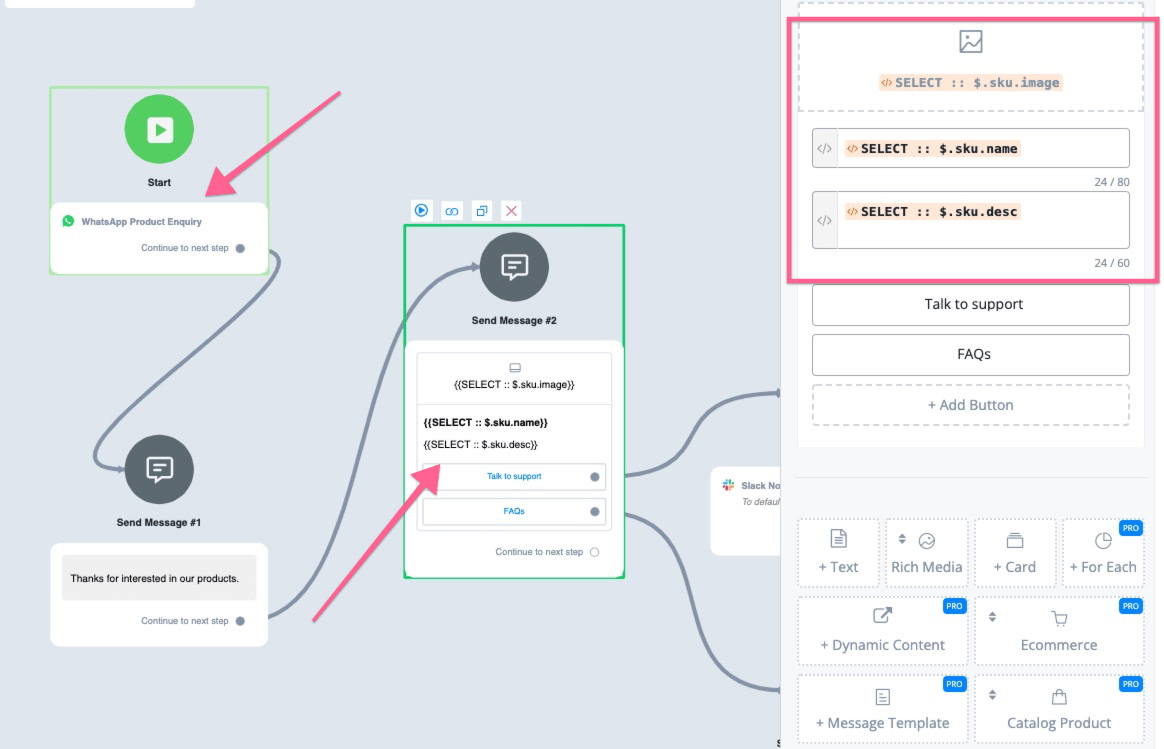 Start
WhatsApp Product Enquiry
Continue to next step
Send Message #1
Thanks for interested in our products.
Continue to next step
Send Message #2
{{SELECT :: $.sku.image}}
{{SELECT :: $.sku.name}}
{{SELECT :: $.sku.desc}}
Talk to support
FAQs
Continue to next step
Slack No
To defau
</> SELECT :: $.sku.image
</> </> SELECT :: $.sku.name
24 / 80
</> </> SELECT :: $.sku.desc
24 / 60
Talk to support
FAQs
+ Add Button
+ Text
Rich Media
+ Card
PRO
+ For Each
PRO
+ Dynamic Content
PRO
Ecommerce
PRO
+ Message Template
PRO
Catalog Product